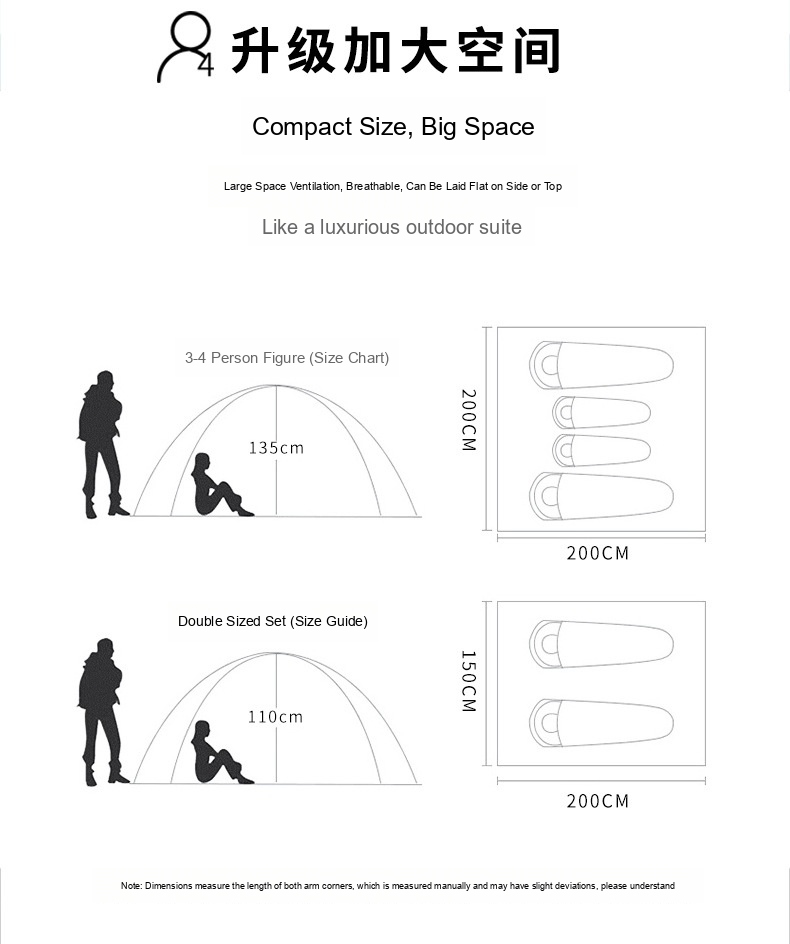 4
升级加大空间
Compact Size, Big Space
Large Space Ventilation, Breathable, Can Be Laid Flat on Side or Top
Like a luxurious outdoor suite
3-4 Person Figure (Size Chart)
135cm
200CM
200CM
Double Sized Set (Size Guide)
110cm
150CM
200CM
Note: Dimensions measure the length of both arm corners, which is measured manually and may have slight deviations, please understand